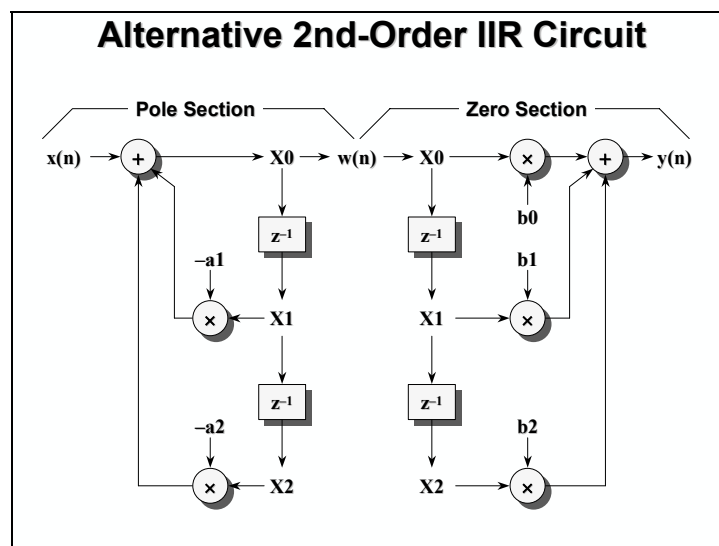 Alternative 2nd-Order IIR Circuit
Pole Section Zero Section
x(n) + X0 w(n) X0 × + y(n)
b0
z⁻¹ z⁻¹
–a1 b1
× X1 X1 ×
z⁻¹ z⁻¹
–a2 b2
× X2 X2 ×